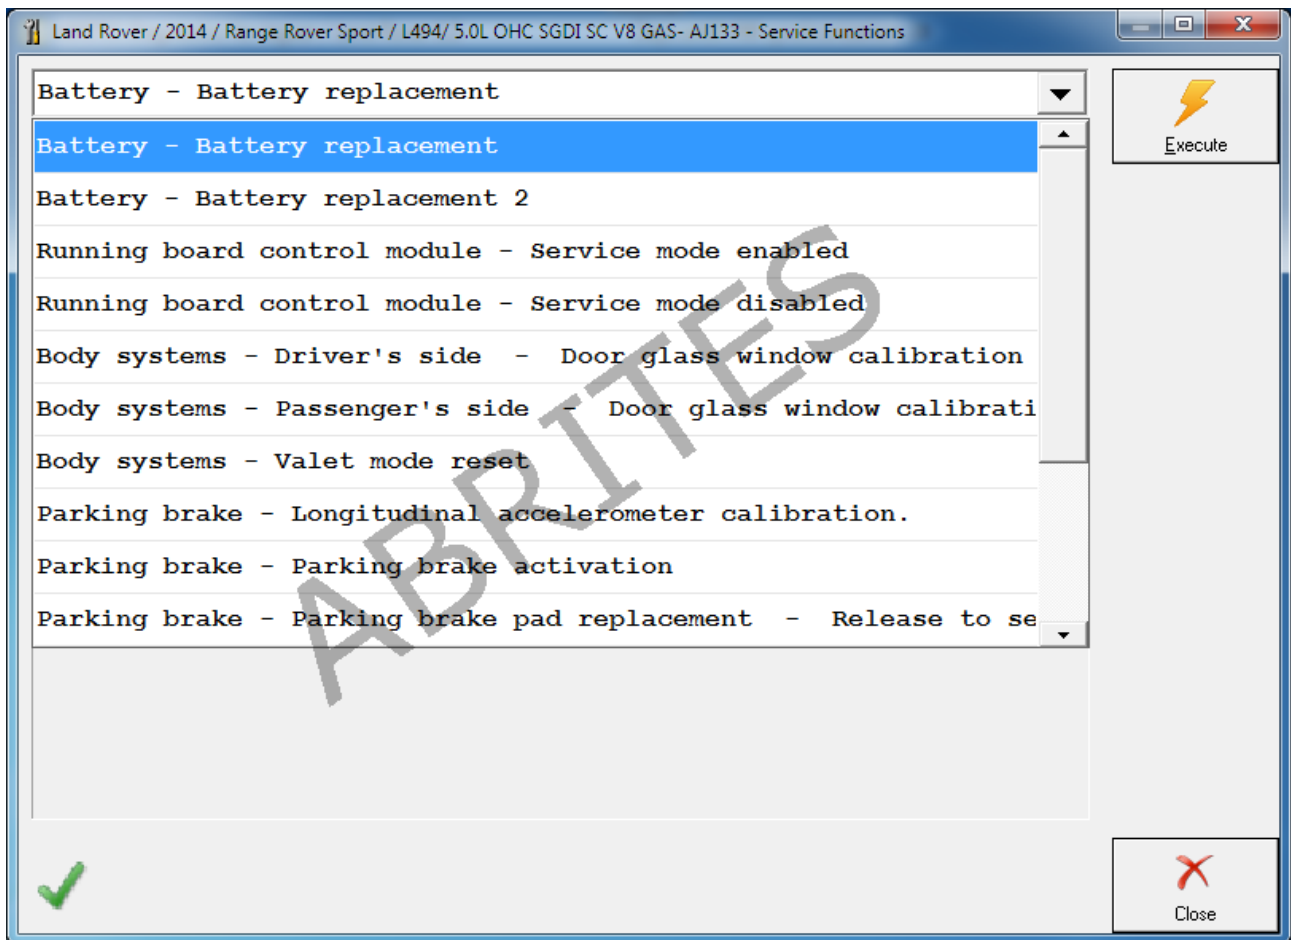 Land Rover / 2014 / Range Rover Sport / L494/ 5.0L OHC SGDI SC V8 GAS- AJ133 - Service Functions
Battery - Battery replacement
Execute
Battery - Battery replacement
Battery - Battery replacement 2
Running board control module - Service mode enabled
Running board control module - Service mode disabled
Body systems - Driver's side  -  Door glass window calibration
Body systems - Passenger's side  -  Door glass window calibrati
Body systems - Valet mode reset
Parking brake - Longitudinal accelerometer calibration.
Parking brake - Parking brake activation
Parking brake - Parking brake pad replacement  -  Release to se
ABRITES
Close